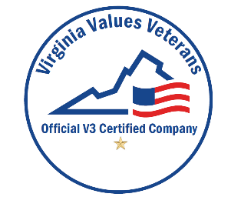 Virginia Values Veterans
Official V3 Certified Company